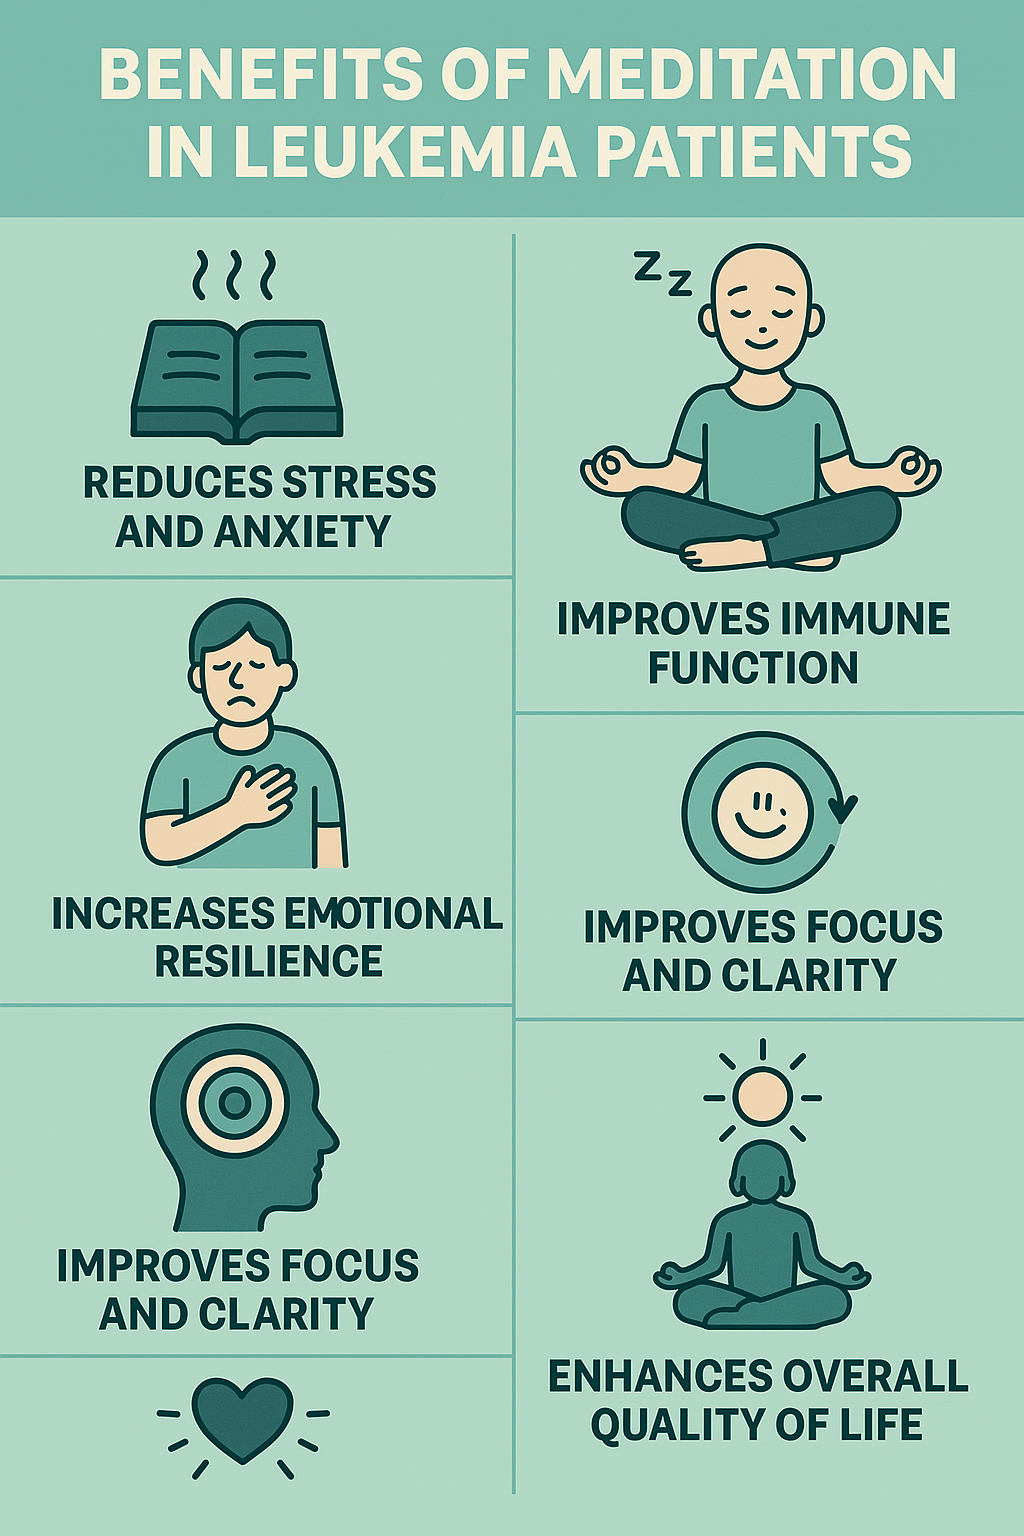 BENEFITS OF MEDITATION
IN LEUKEMIA PATIENTS
REDUCES STRESS
AND ANXIETY
INCREASES EMOTIONAL
RESILIENCE
IMPROVES FOCUS
AND CLARITY
Z Z
IMPROVES IMMUNE
FUNCTION
IMPROVES FOCUS
AND CLARITY
ENHANCES OVERALL
QUALITY OF LIFE